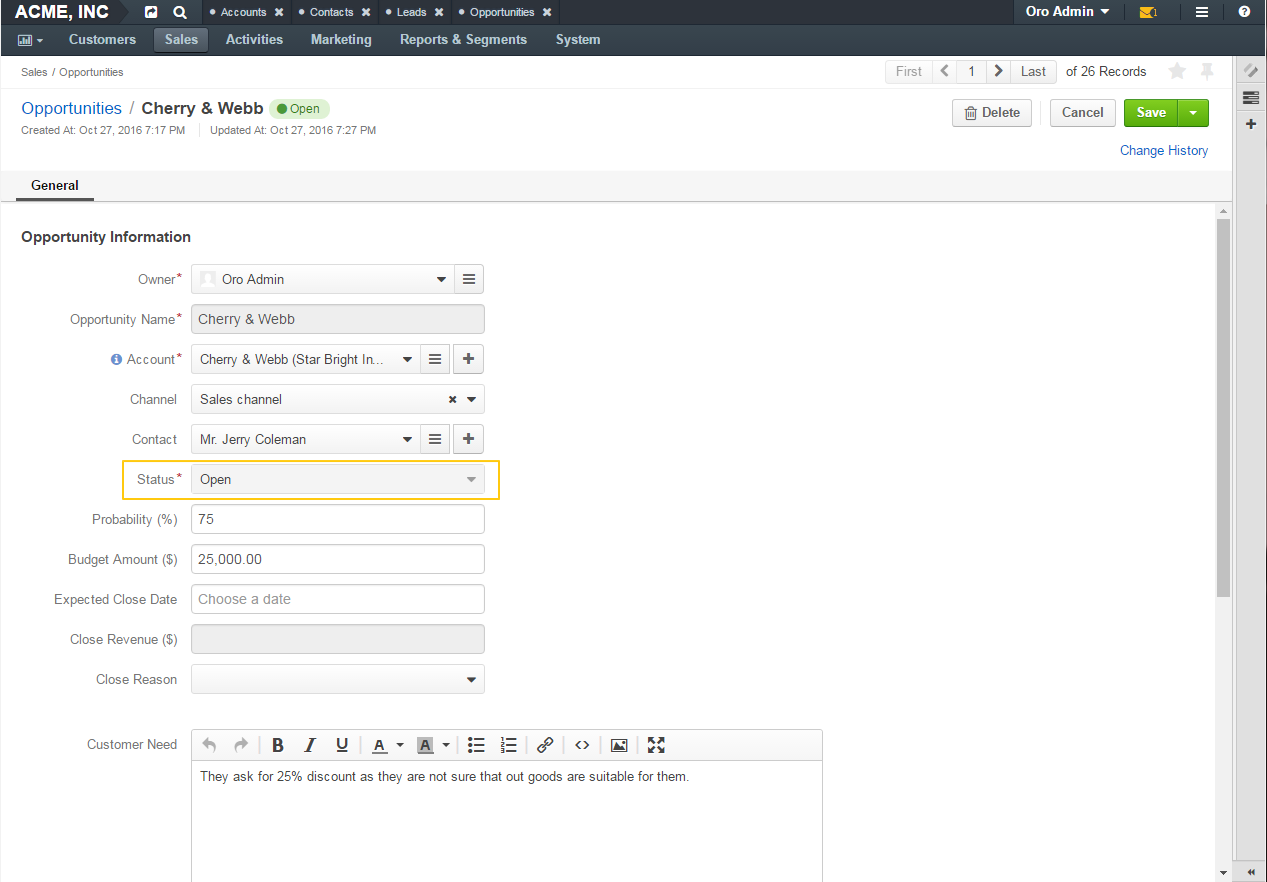 ACME, INC Accounts Contacts Leads Opportunities Oro Admin 1
Customers Sales Activities Marketing Reports & Segments System
Sales / Opportunities First 1 Last of 26 Records
Opportunities / Cherry & Webb Open Delete Cancel Save
Created At: Oct 27, 2016 7:17 PM Updated At: Oct 27, 2016 7:27 PM
Change History
General
Opportunity Information
Owner* Oro Admin
Opportunity Name* Cherry & Webb
Account* Cherry & Webb (Star Bright In...
Channel Sales channel
Contact Mr. Jerry Coleman
Status* Open
Probability (%) 75
Budget Amount ($) 25,000.00
Expected Close Date Choose a date
Close Revenue ($)
Close Reason
Customer Need B I U A A
They ask for 25% discount as they are not sure that out goods are suitable for them.